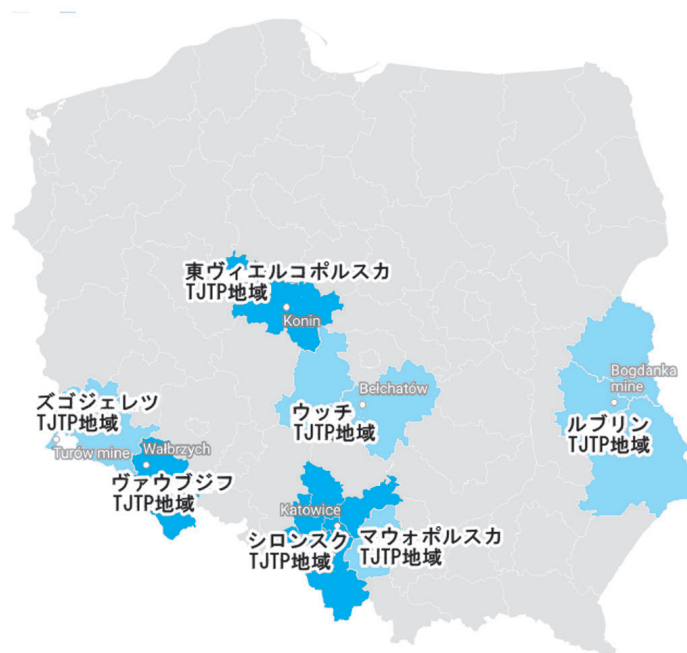 東ヴィエルコポルスカ
TJTP地域
Konin
Bogdanka
mine
Bełchatów
ズゴジェレツ
TJTP地域
ウッチ
TJTP地域
ルブリン
TJTP地域
Turów mine
Wałbrzych
ヴァウブジフ
TJTP地域
Katowice
シロンスク
TJTP地域
マウォポルスカ
TJTP地域